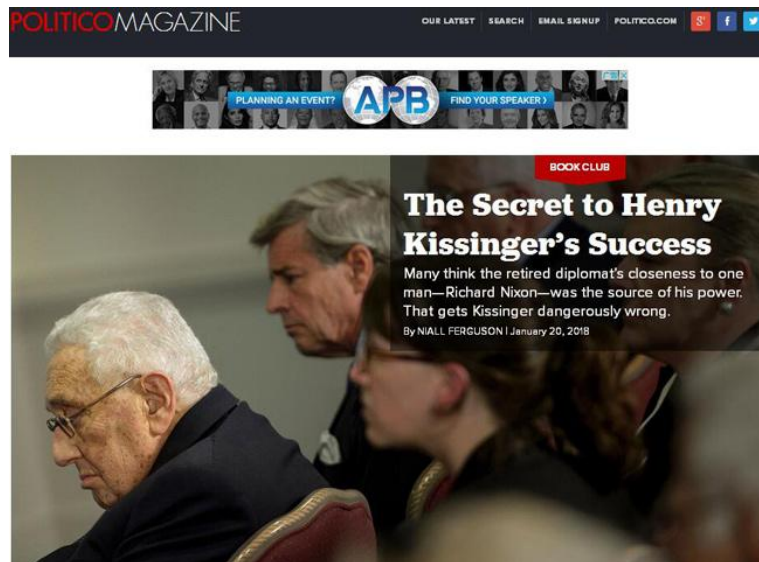 POLITICOMAGAZINE
OUR LATEST SEARCH EMAIL SIGNUP POLITICO.COM
PLANNING AN EVENT? APB FIND YOUR SPEAKER >
BOOK CLUB
The Secret to Henry
Kissinger's Success
Many think the retired diplomat's closeness to one
man—Richard Nixon—was the source of his power.
That gets Kissinger dangerously wrong.
By NIALL FERGUSON | January 20, 2018